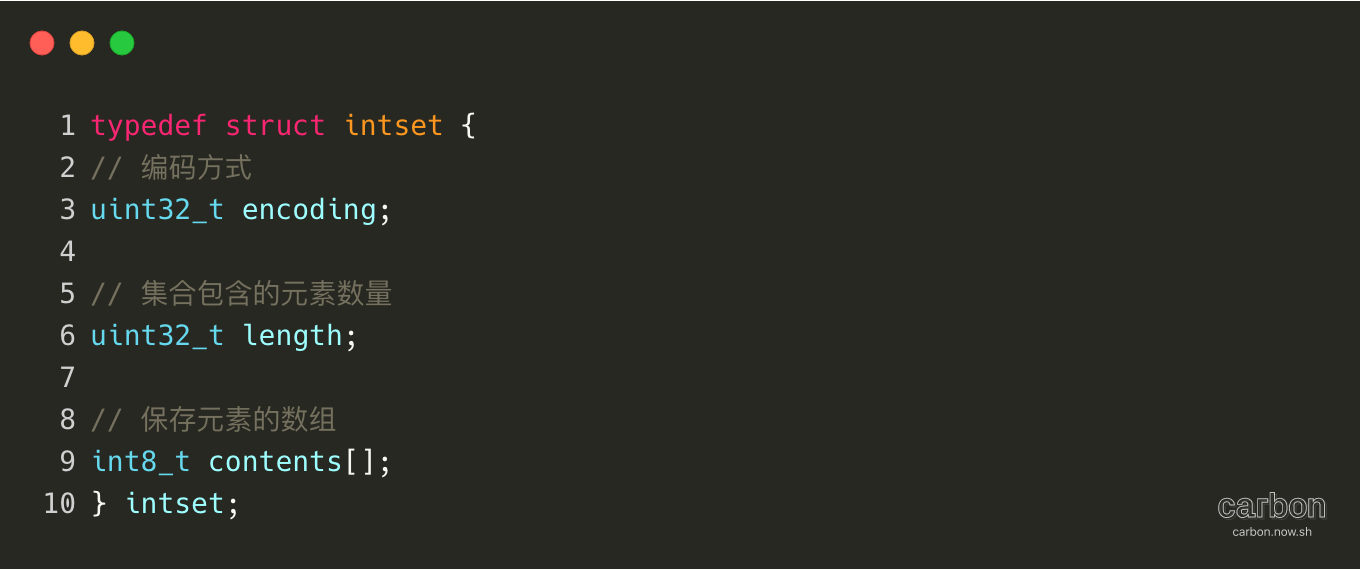 1 typedef struct intset {
2 // 编码方式
3 uint32_t encoding;
4
5 // 集合包含的元素数量
6 uint32_t length;
7
8 // 保存元素的数组
9 int8_t contents[];
10 } intset;
carbon
carbon.now.sh